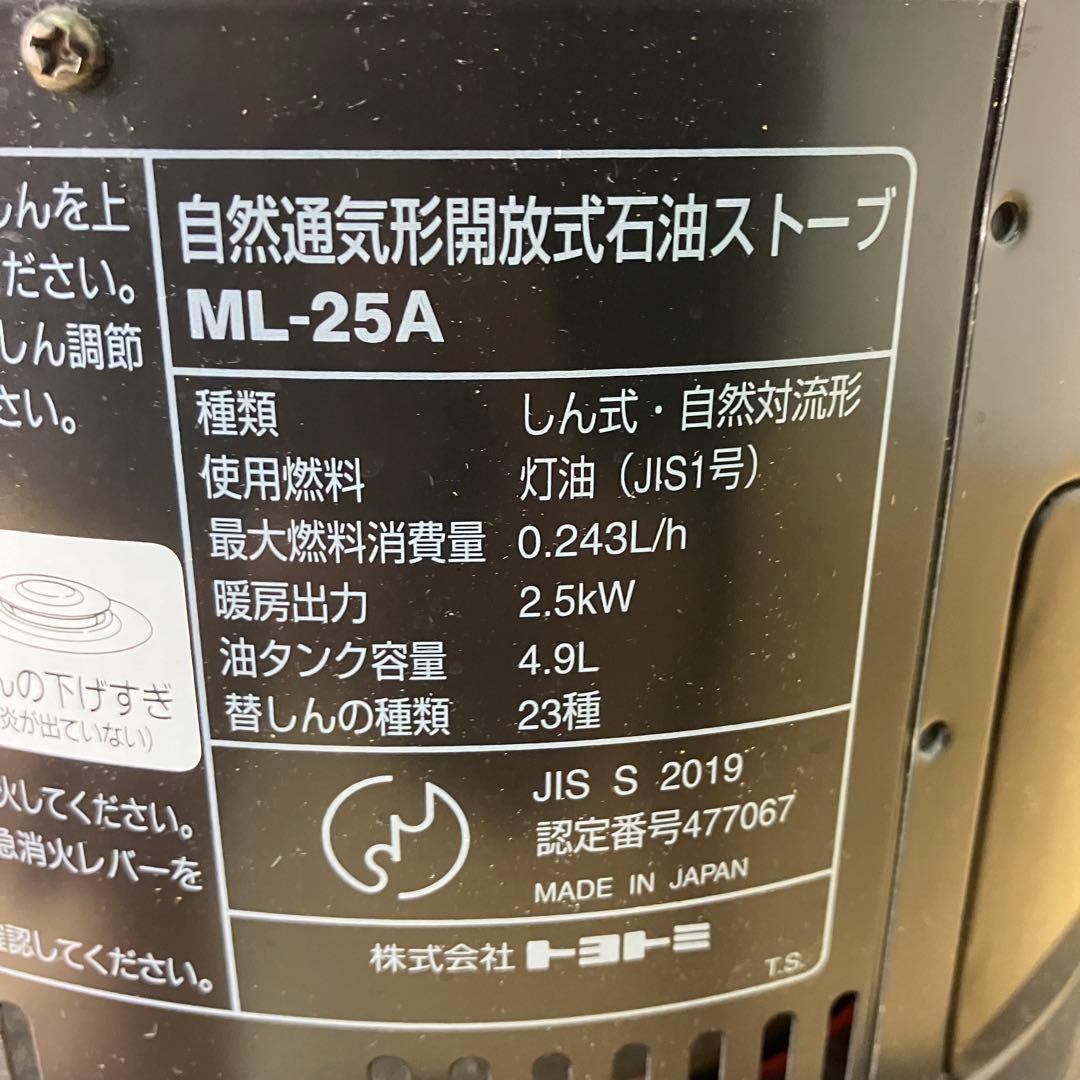 しんを上
ださい。
しん調節
さい。
んの下げすぎ
炎が出ていない)
火してください。
急消火レバーを
確認してください。
自然通気形開放式石油ストーブ
ML-25A
種類 しん式・自然対流形
使用燃料 灯油（JIS1号）
最大燃料消費量 0.243L/h
暖房出力 2.5kW
油タンク容量 4.9L
替しんの種類 23種
JIS S 2019
認定番号477067
MADE IN JAPAN
株式会社 トヨトミ
T.S.